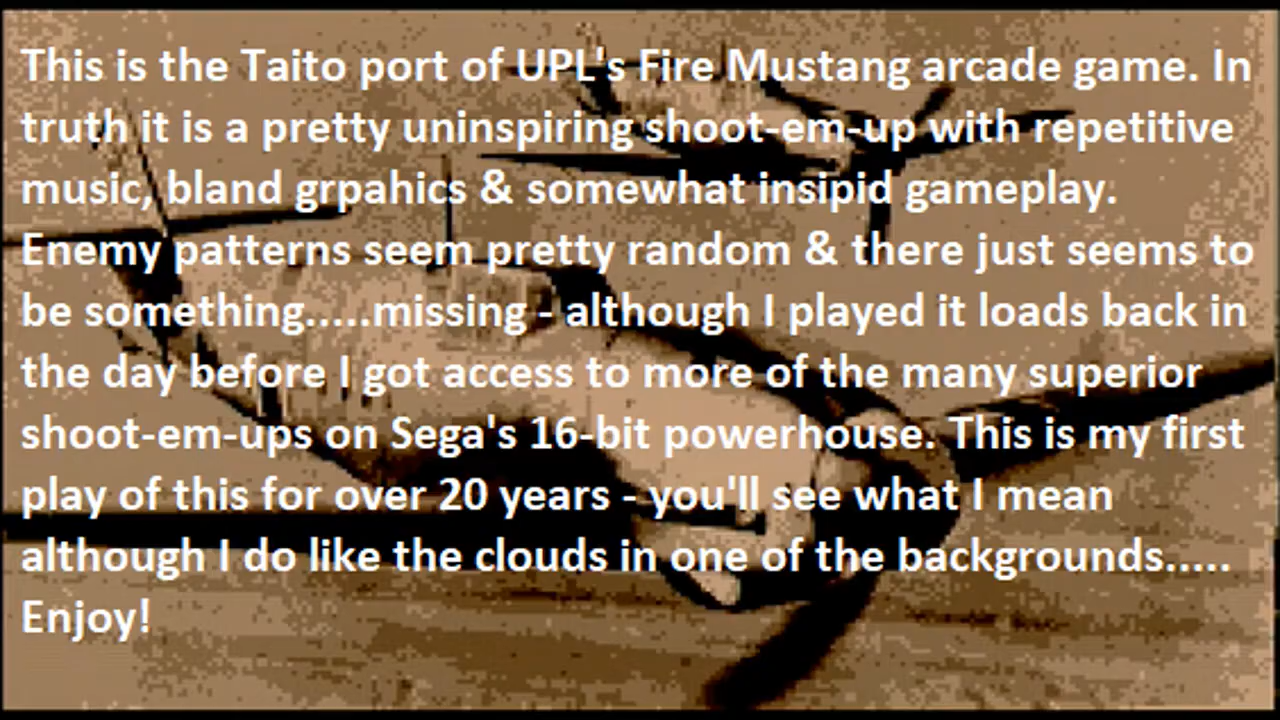 This is the Taito port of UPL's Fire Mustang arcade game. In
truth it is a pretty uninspiring shoot-em-up with repetitive
music, bland grpahics & somewhat insipid gameplay.
Enemy patterns seem pretty random & there just seems to
be something.....missing - although I played it loads back in
the day before I got access to more of the many superior
shoot-em-ups on Sega's 16-bit powerhouse. This is my first
play of this for over 20 years - you'll see what I mean
although I do like the clouds in one of the backgrounds.....
Enjoy!